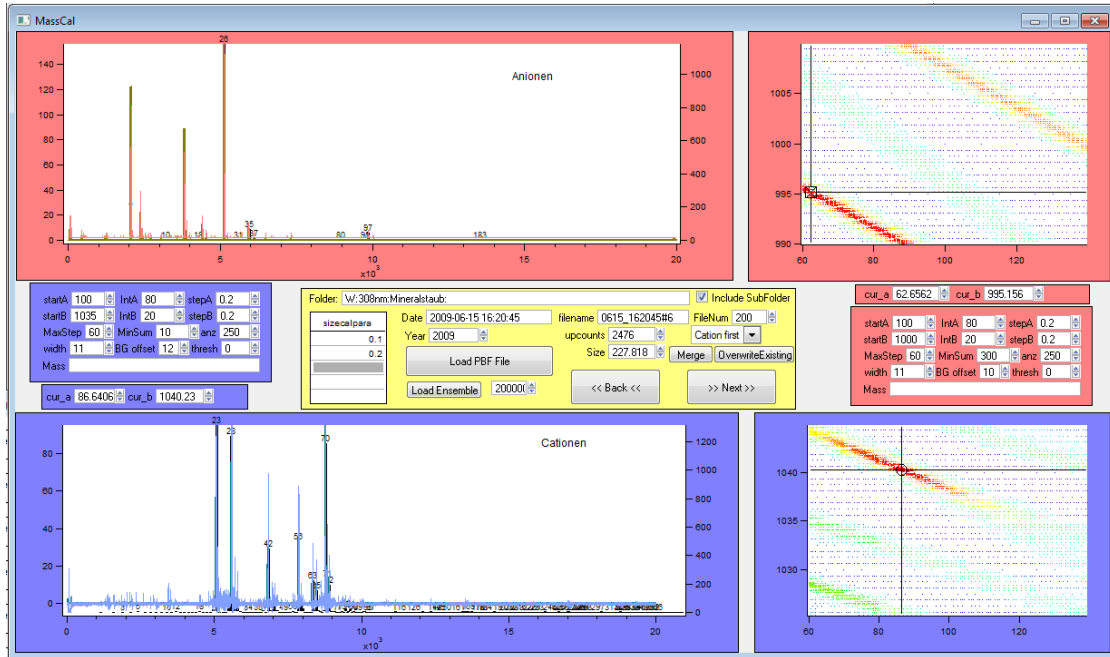 MassCal
Anionen
26
140
120
100
80
60
40
20
0
1000
800
600
400
200
0
10 18 31 35 37 80 97 183
0 5 10 15 20
x10³
1005
1000
995
990
60 80 100 120
startA 100 IntA 80 stepA 0.2
startB 1035 IntB 20 stepB 0.2
MaxStep 60 MinSum 10 anz 250
width 11 BG offset 12 thresh 0
Mass
cur_a 86.6406 cur_b 1040.23
Folder: W:308nm:Mineralstaub: Include SubFolder
sizecalpara
0.1
0.2
Date 2009-06-15 16:20:45 filename 0615_162045#6 FileNum 200
Year 2009 upcounts 2476 Cation first
Load PBF File Size 227.818 Merge OverwriteExisting
Load Ensemble << Back << >> Next >>
cur_a 62.6562 cur_b 995.156
startA 100 IntA 80 stepA 0.2
startB 1000 IntB 20 stepB 0.2
MaxStep 60 MinSum 300 anz 250
width 11 BG offset 10 thresh 0
Mass
Cationen
23
70
42
63
80
60
40
20
0
1200
1000
800
600
400
200
0
0 5 10 15 20
x10³
1040
1035
1030
60 80 100 120